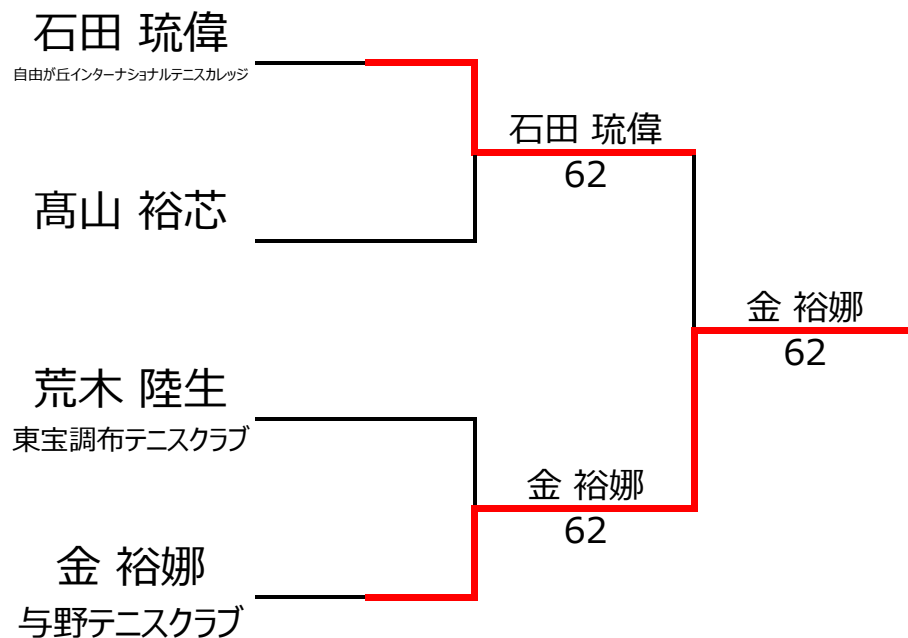 石田 琉偉
自由が丘インターナショナルテニスカレッジ
石田 琉偉
62
髙山 裕芯
金 裕娜
62
荒木 陸生
東宝調布テニスクラブ
金 裕娜
62
金 裕娜
与野テニスクラブ